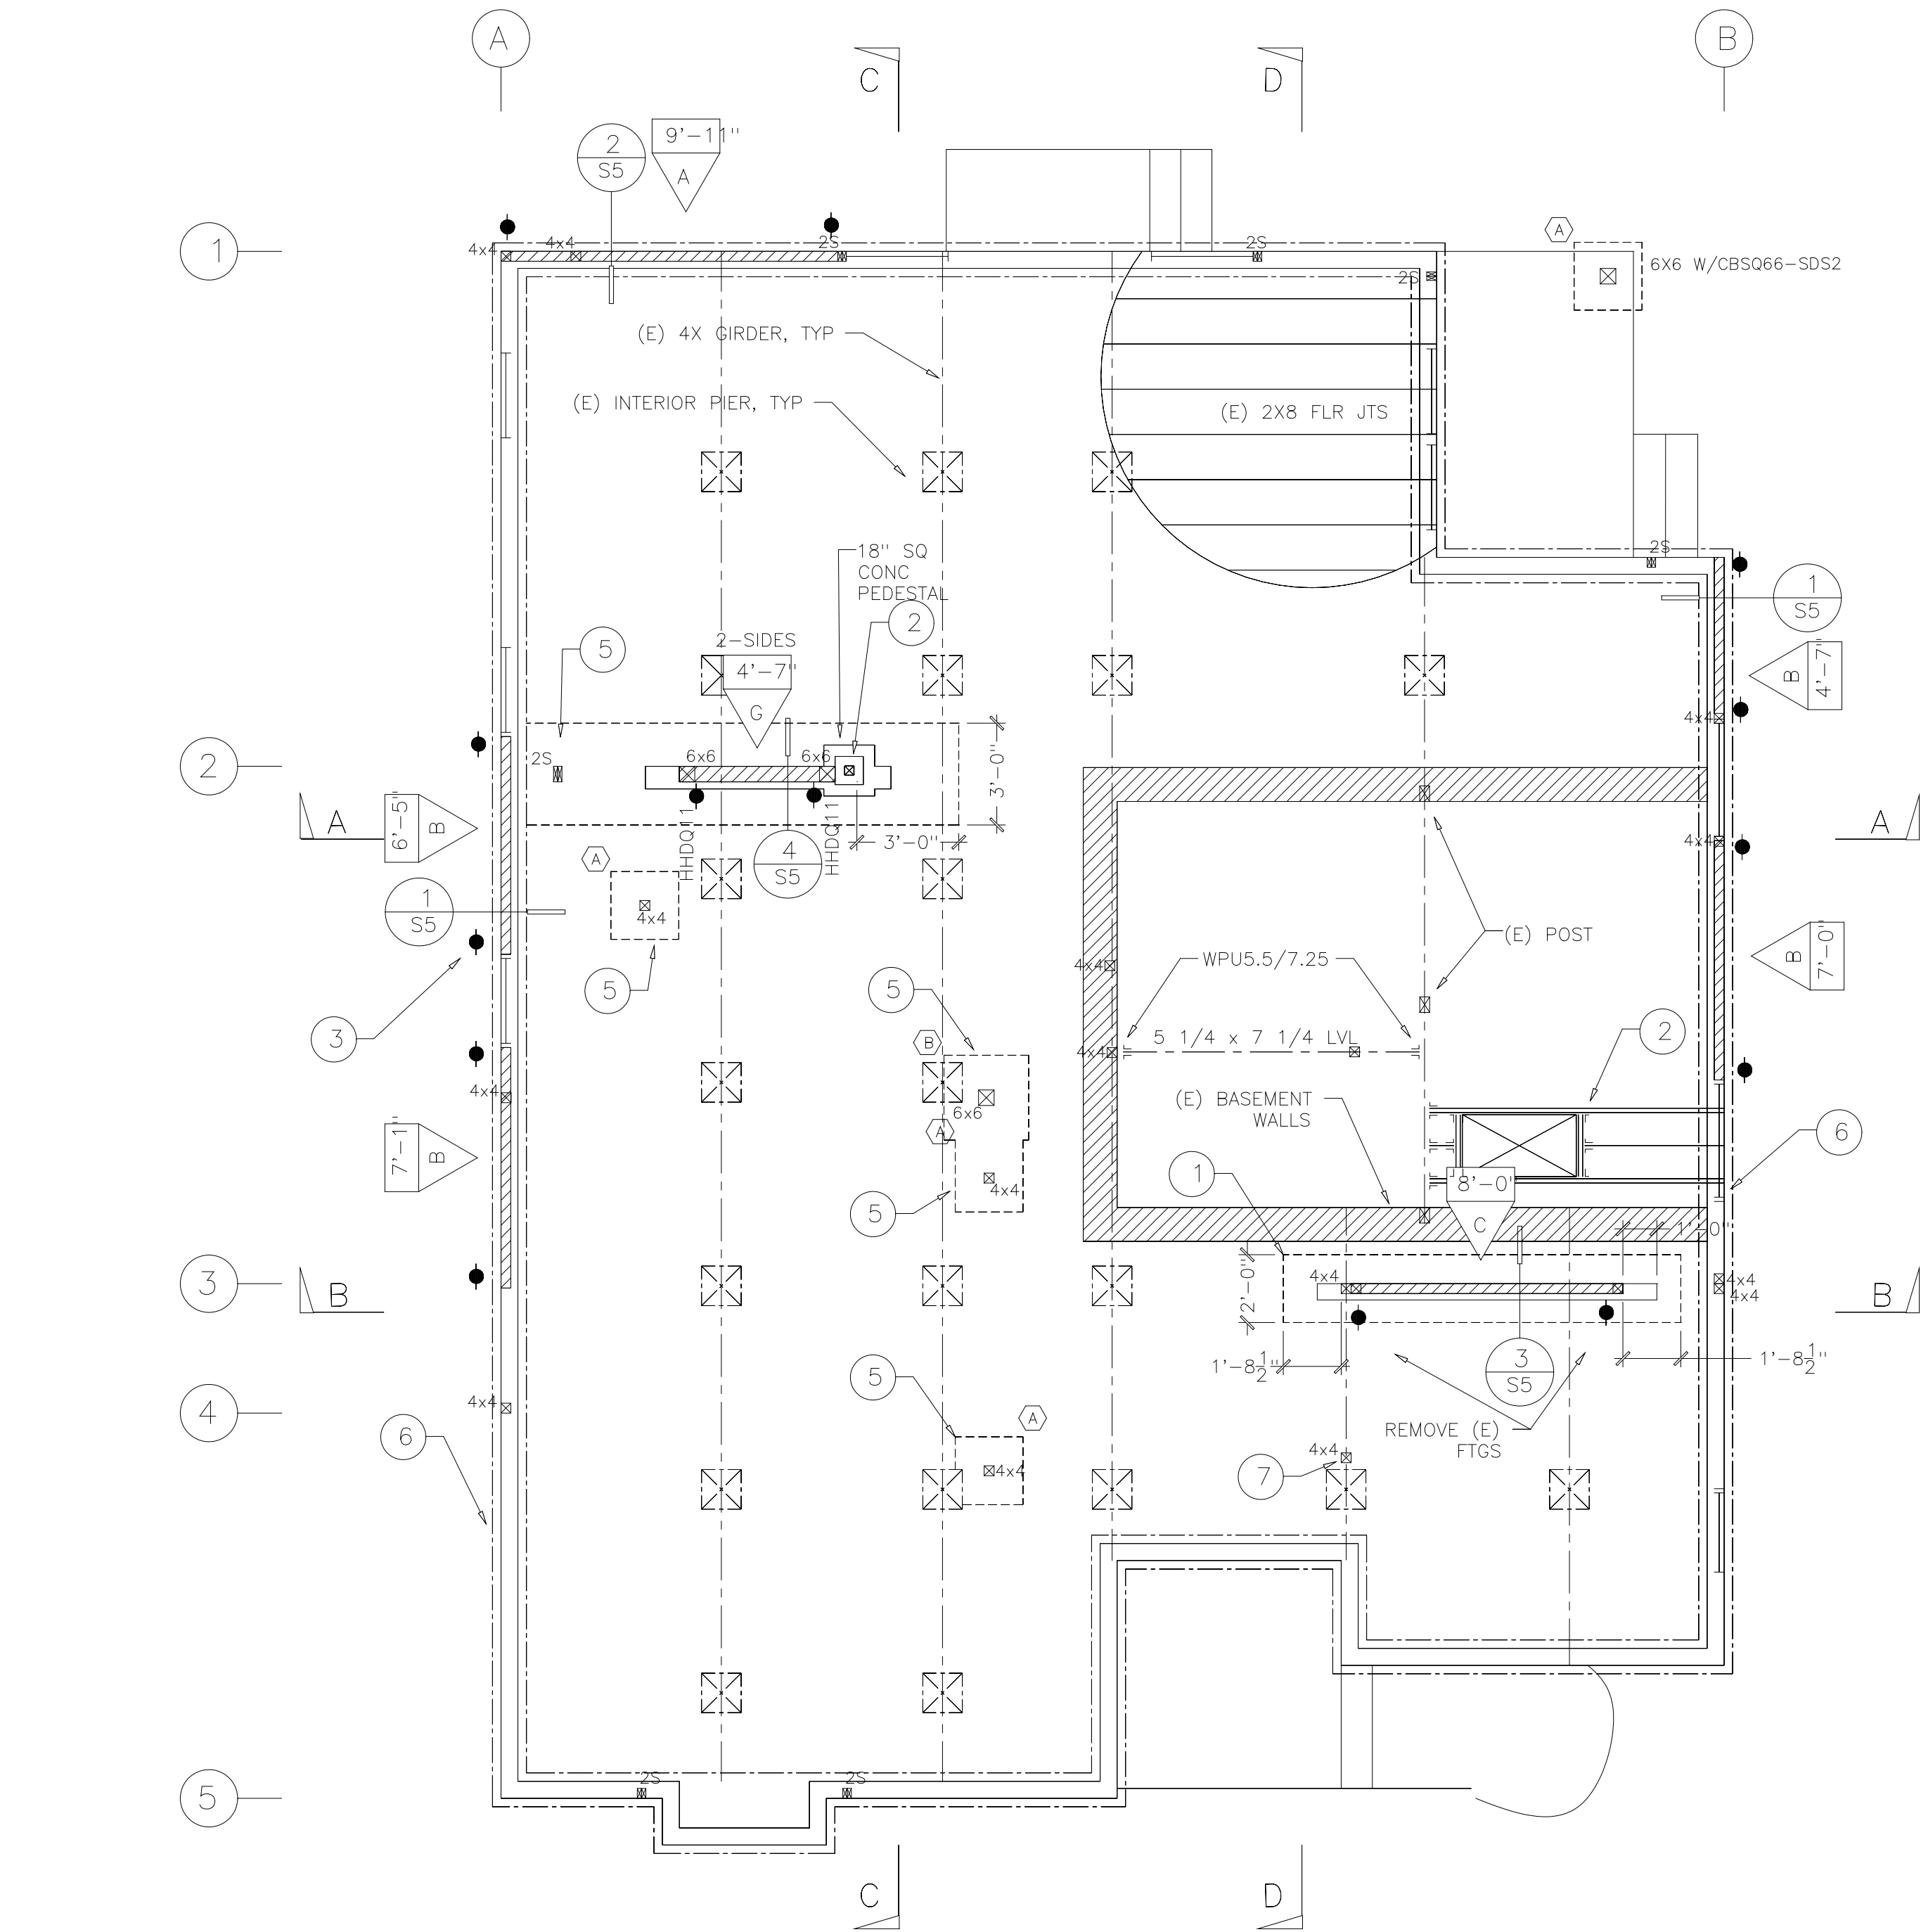 A
B
C
D
2
S5
9'-11"
A
1
4x4
4x4
2S
2S
2S
A
6X6 W/CBSQ66-SDS2
(E) 4X GIRDER, TYP
(E) INTERIOR PIER, TYP
(E) 2X8 FLR JTS
18" SQ
CONC
PEDESTAL
2
2S
1
S5
5
2-SIDES
4'-7"
G
B
4'-7"
4x4
2
2S
6x6
6x6
3'-0"
3'-0"
HHDQ11
HHDQ11
4
S5
A
6'-5"
B
A
4x4
A
4x4
1
S5
5
3
(E) POST
WPU5.5/7.25
4x4
B
7'-0"
5
B
5 1/4 x 7 1/4 LVL
4x4
2
4x4
6x6
A
(E) BASEMENT
WALLS
7'-1"
B
6
1
8'-0"
C
4x4
5
1'-0"
3
B
2'-0"
4x4
4x4
4x4
B
1'-8 1/2"
3
S5
1'-8 1/2"
4
4x4
5
A
6
REMOVE (E)
FTGS
4x4
7
4x4
5
2S
2S
C
D